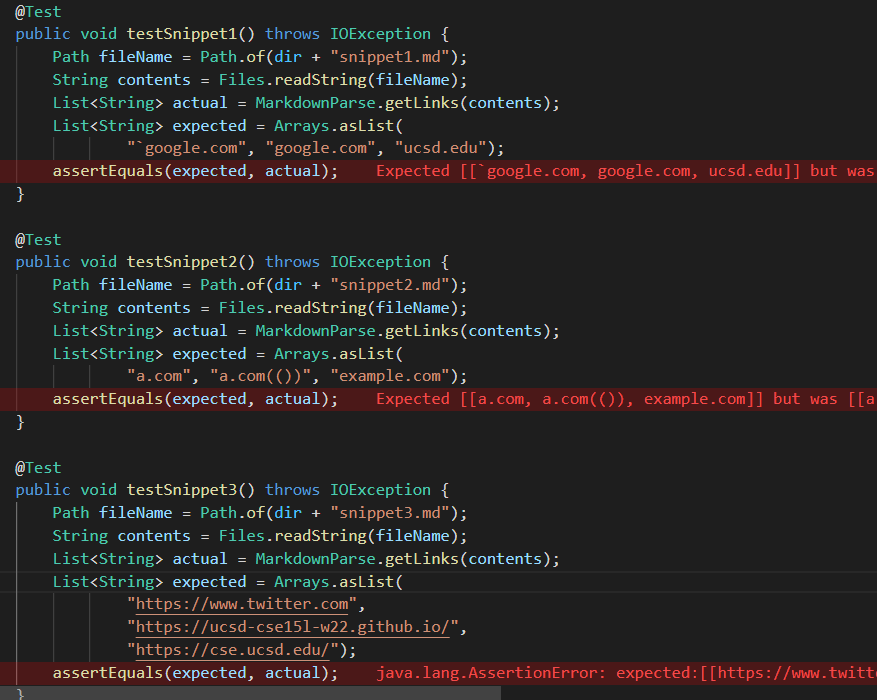 @Test
public void testSnippet1() throws IOException {
Path fileName = Path.of(dir + "snippet1.md");
String contents = Files.readString(fileName);
List<String> actual = MarkdownParse.getLinks(contents);
List<String> expected = Arrays.asList(
"`google.com", "google.com", "ucsd.edu");
assertEquals(expected, actual); Expected [[`google.com, google.com, ucsd.edu]] but was
}
@Test
public void testSnippet2() throws IOException {
Path fileName = Path.of(dir + "snippet2.md");
String contents = Files.readString(fileName);
List<String> actual = MarkdownParse.getLinks(contents);
List<String> expected = Arrays.asList(
"a.com", "a.com(())", "example.com");
assertEquals(expected, actual); Expected [[a.com, a.com(()), example.com]] but was [[a
}
@Test
public void testSnippet3() throws IOException {
Path fileName = Path.of(dir + "snippet3.md");
String contents = Files.readString(fileName);
List<String> actual = MarkdownParse.getLinks(contents);
List<String> expected = Arrays.asList(
"https://www.twitter.com",
"https://ucsd-cse15l-w22.github.io/",
"https://cse.ucsd.edu/");
assertEquals(expected, actual); java.lang.AssertionError: expected:[[https://www.twitt
}